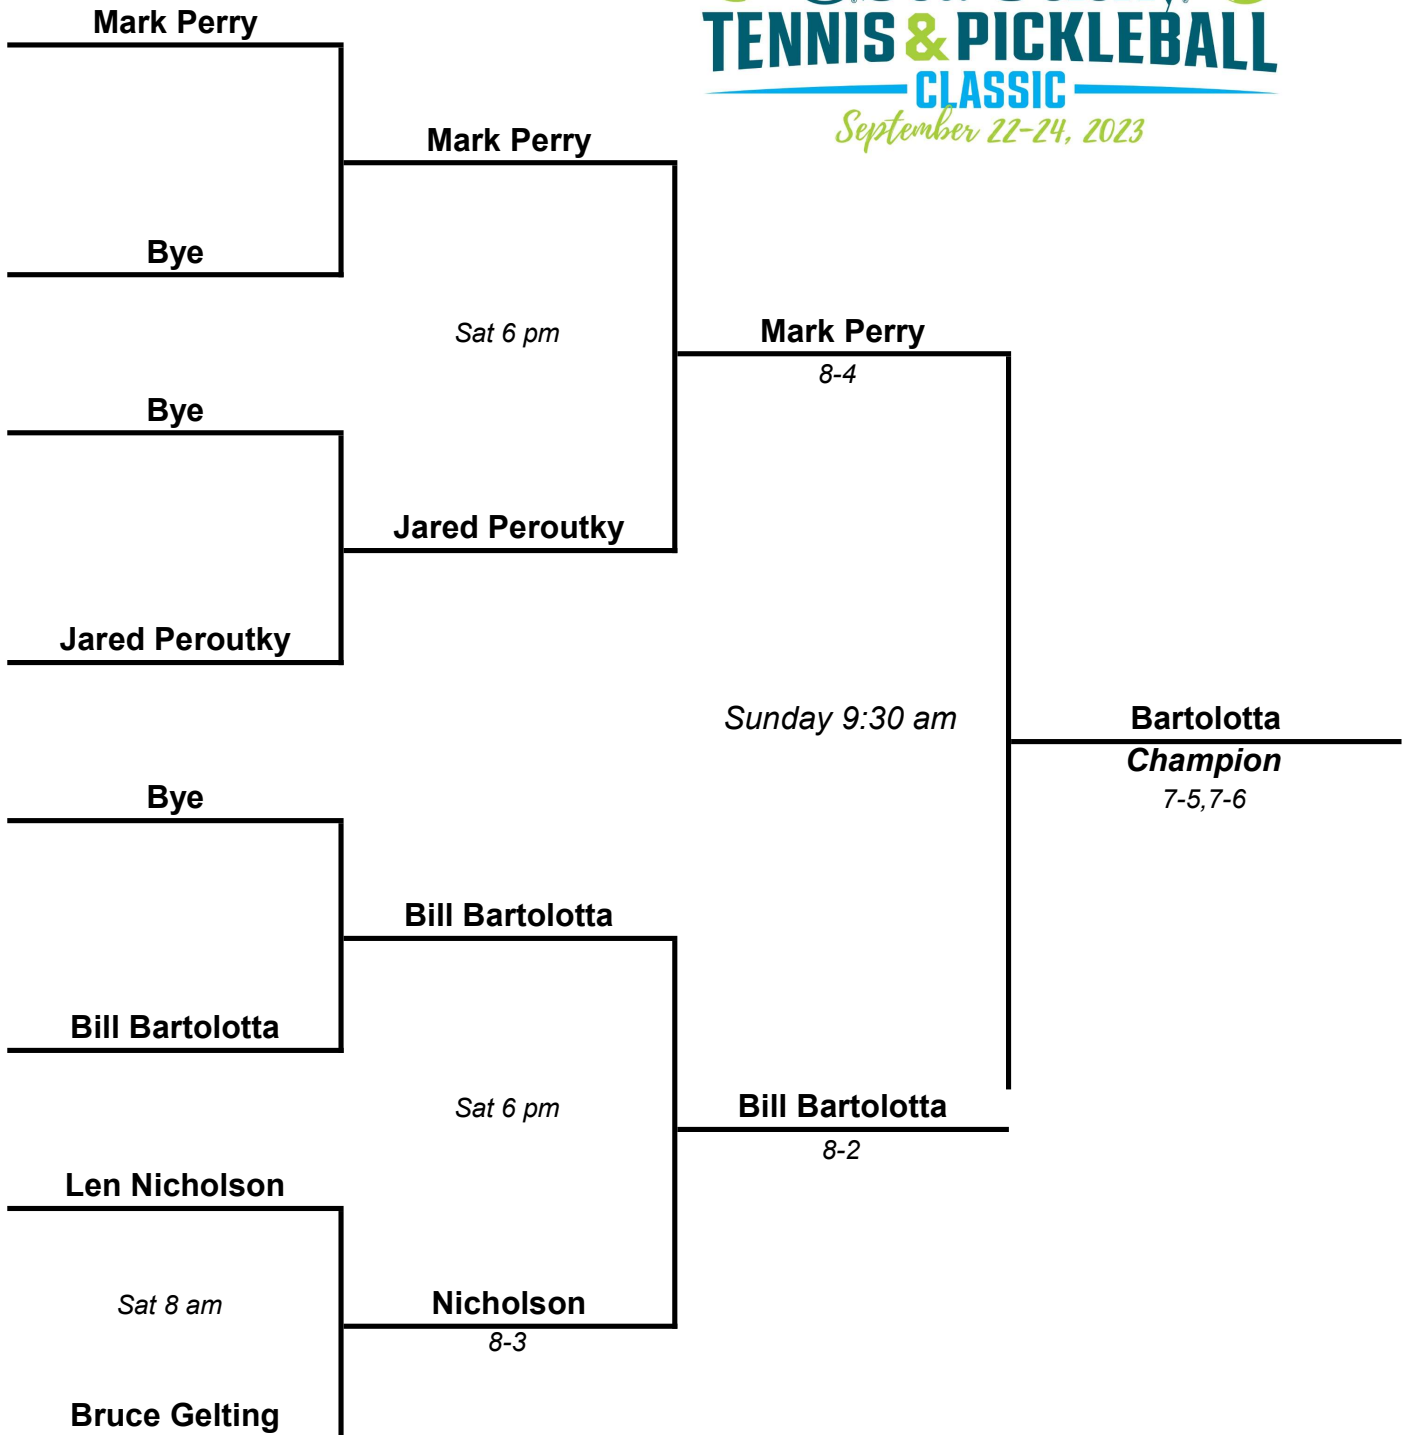 Mark Perry
TENNIS & PICKLEBALL
CLASSIC
September 22-24, 2023
Mark Perry
Bye
Sat 6 pm
Mark Perry
8-4
Bye
Jared Peroutky
Jared Peroutky
Sunday 9:30 am
Bartolotta
Champion
7-5,7-6
Bye
Bill Bartolotta
Bill Bartolotta
Sat 6 pm
Bill Bartolotta
8-2
Len Nicholson
Sat 8 am
Nicholson
8-3
Bruce Gelting